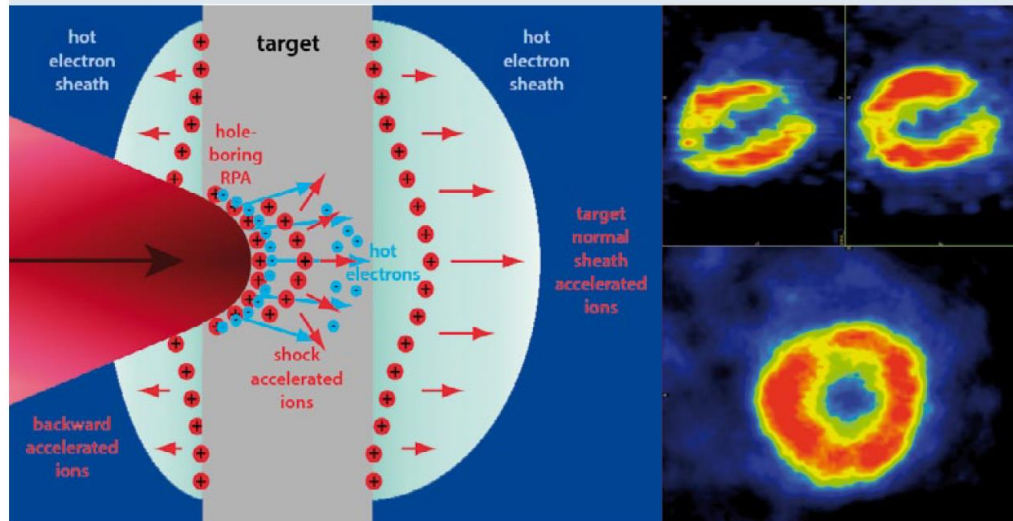 hot
electron
sheath
target
hot
electron
sheath
hole-
boring
RPA
hot
electrons
target
normal
sheath
accelerated
ions
shock
accelerated
ions
backward
accelerated
ions